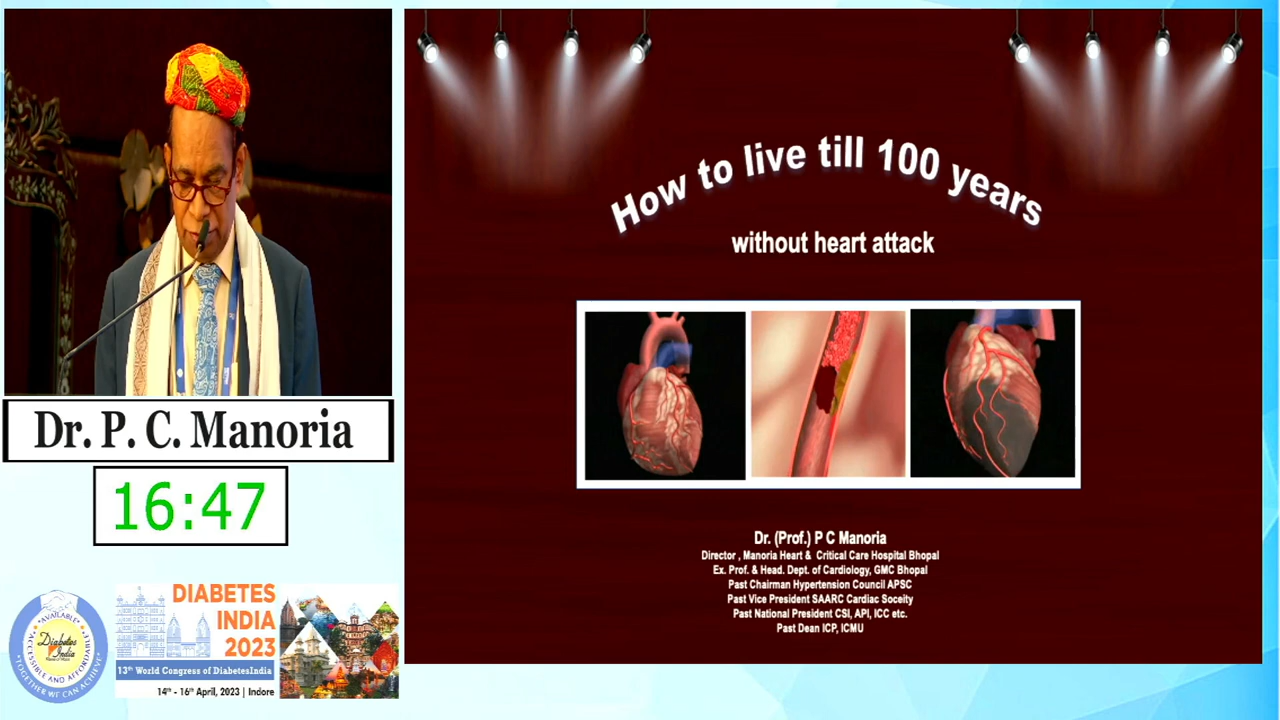 How to live till 100 years
without heart attack
Dr. P. C. Manoria
16:47
Dr. (Prof.) P C Manoria
Director , Manoria Heart & Critical Care Hospital Bhopal
Ex. Prof. & Head. Dept. of Cardiology, GMC Bhopal
Past Chairman Hypertension Council APSC
Past Vice President SAARC Cardiac Soceity
Past National President CSI, API, ICC etc.
Past Dean ICP, ICMU
•AVAILABLE•
ACCESSIBLE AND AFFORDABLE
Diabetes
India
•TOGETHER WE CAN ACHIEVE•
DIABETES
INDIA
2023
13th World Congress of DiabetesIndia
14th - 16th April, 2023 | Indore